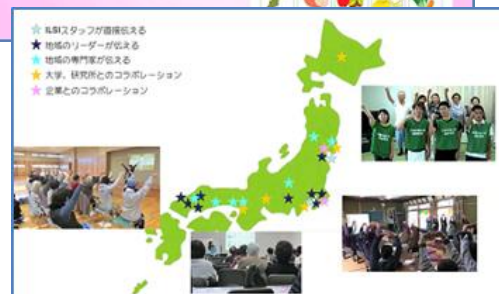 ILSIスタッフが直接伝える
地域のリーダーが伝える
地域の専門家が伝える
大学、研究所とのコラボレーション
企業とのコラボレーション